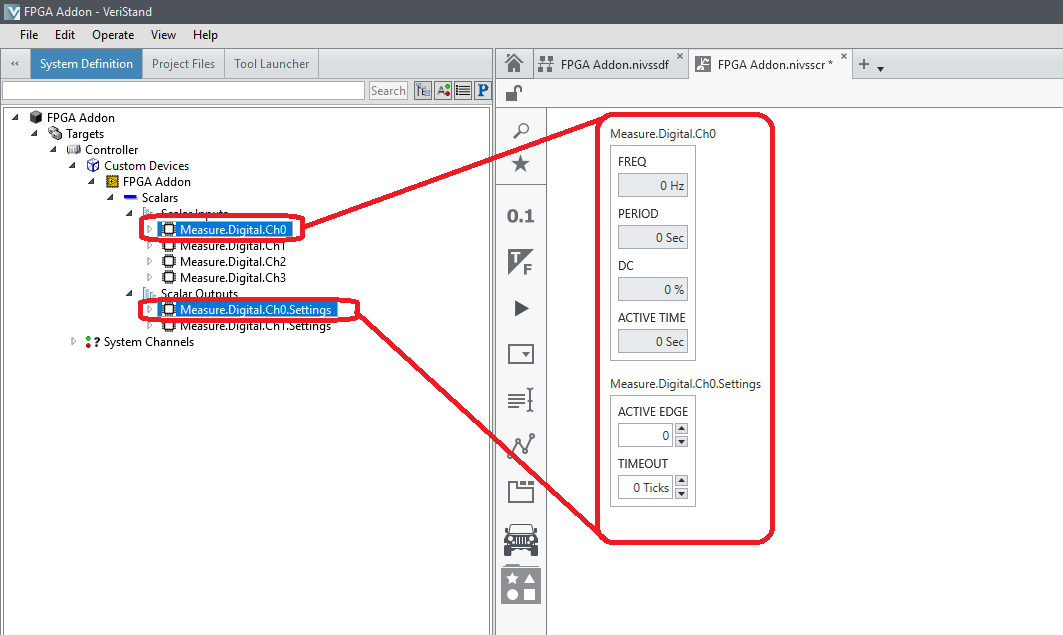 FPGA Addon - VeriStand
File Edit Operate View Help
System Definition Project Files Tool Launcher
Search
P
FPGA Addon
Targets
Controller
Custom Devices
FPGA Addon
Scalars
Scalar Inputs
Measure.Digital.Ch0
Measure.Digital.Ch1
Measure.Digital.Ch2
Measure.Digital.Ch3
Scalar Outputs
Measure.Digital.Ch0.Settings
Measure.Digital.Ch1.Settings
System Channels
FPGA Addon.nivssdf
FPGA Addon.nivsscr *
0.1
T F
Measure.Digital.Ch0
FREQ
0 Hz
PERIOD
0 Sec
DC
0 %
ACTIVE TIME
0 Sec
Measure.Digital.Ch0.Settings
ACTIVE EDGE
0
TIMEOUT
0 Ticks